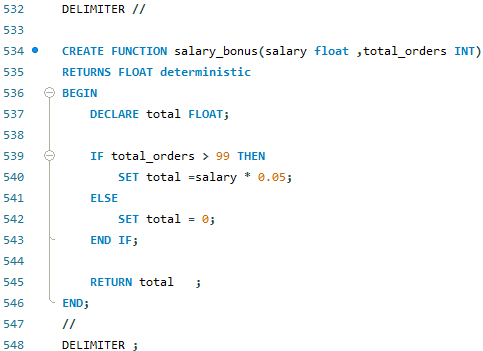 532 DELIMITER //
533
534 CREATE FUNCTION salary_bonus(salary float ,total_orders INT)
535 RETURNS FLOAT deterministic
536 BEGIN
537 DECLARE total FLOAT;
538
539 IF total_orders > 99 THEN
540 SET total =salary * 0.05;
541 ELSE
542 SET total = 0;
543 END IF;
544
545 RETURN total   ;
546 END;
547 //
548 DELIMITER ;